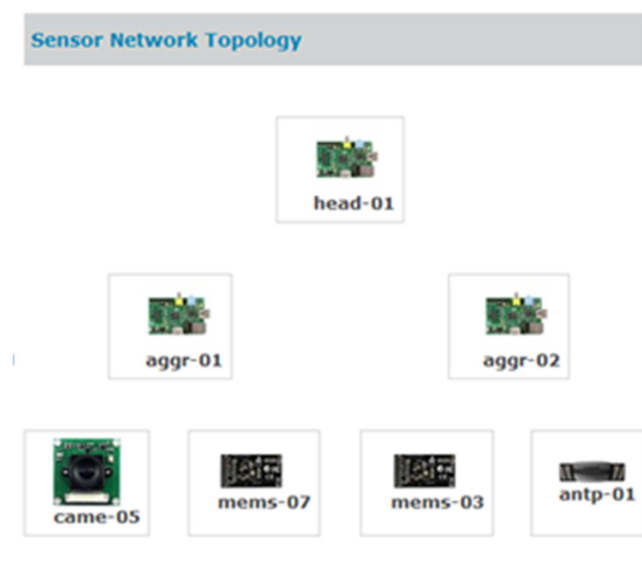 Sensor Network Topology
head-01
aggr-01
aggr-02
came-05
mems-07
mems-03
antp-01